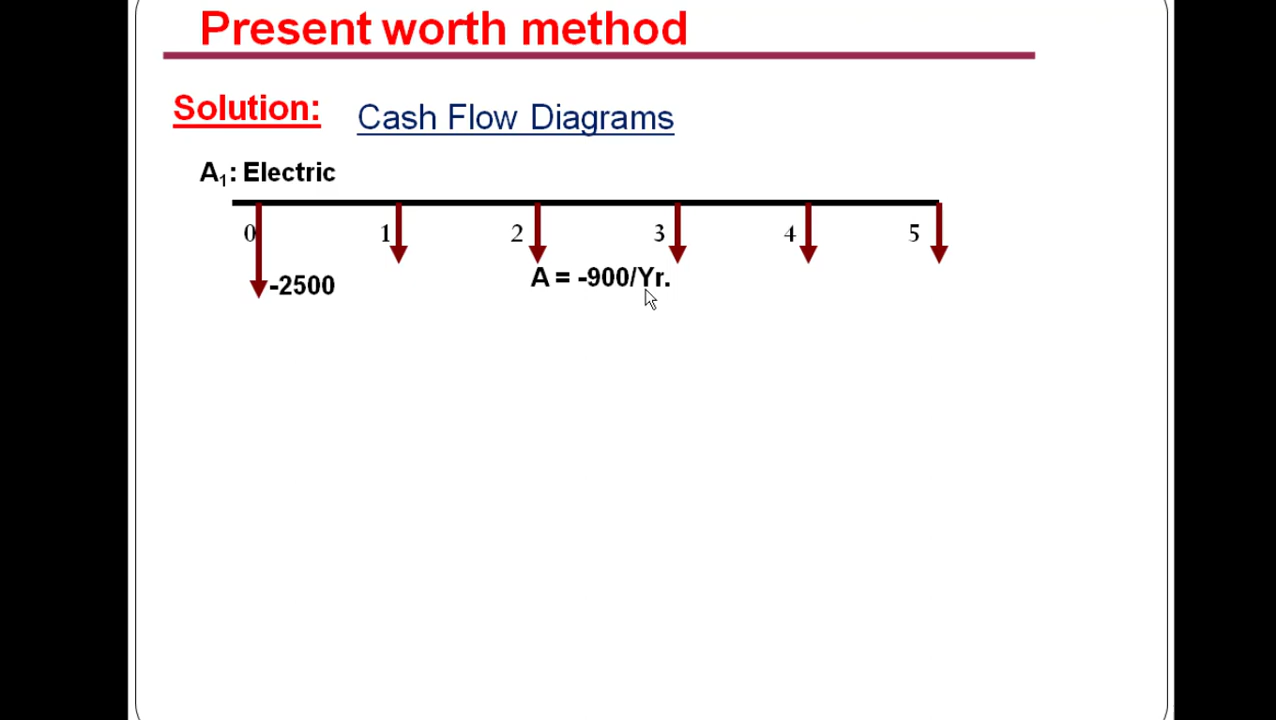 Present worth method
Solution: Cash Flow Diagrams
A₁: Electric
0 1 2 3 4 5
-2500 A = -900/Yr.